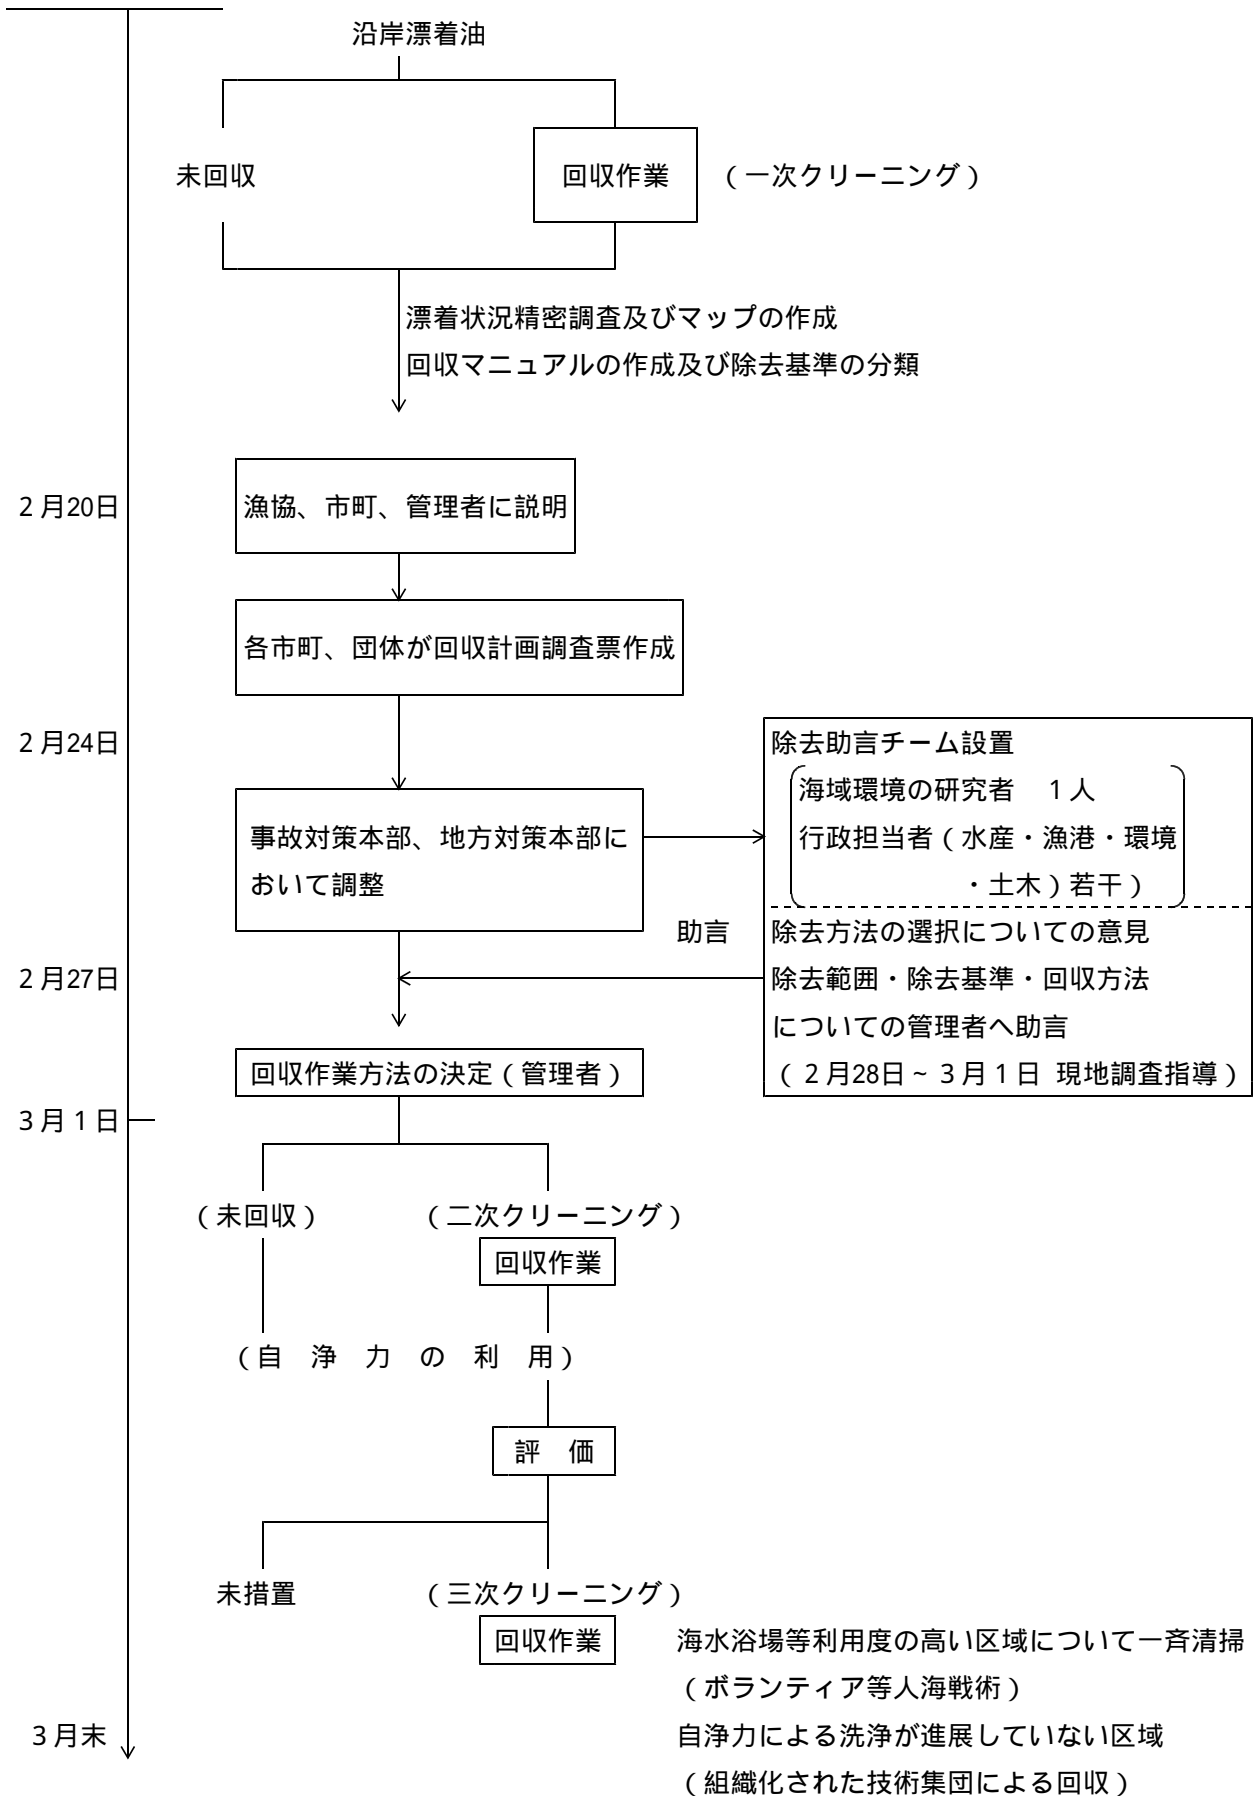 沿岸漂着油
未回収
回収作業
（一次クリーニング）
漂着状況精密調査及びマップの作成
回収マニュアルの作成及び除去基準の分類
２月20日
漁協、市町、管理者に説明
各市町、団体が回収計画調査票作成
２月24日
除去助言チーム設置
海域環境の研究者　１人
行政担当者（水産・漁港・環境
・土木）若干）
事故対策本部、地方対策本部に
おいて調整
助言
除去方法の選択についての意見
除去範囲・除去基準・回収方法
についての管理者へ助言
（２月28日~３月１日 現地調査指導）
２月27日
回収作業方法の決定（管理者）
３月１日
（未回収）
（二次クリーニング）
回収作業
（自　浄　力　の　利　用）
評　価
未措置
（三次クリーニング）
回収作業
海水浴場等利用度の高い区域について一斉清掃
（ボランティア等人海戦術）
３月末
自浄力による洗浄が進展していない区域
（組織化された技術集団による回収）